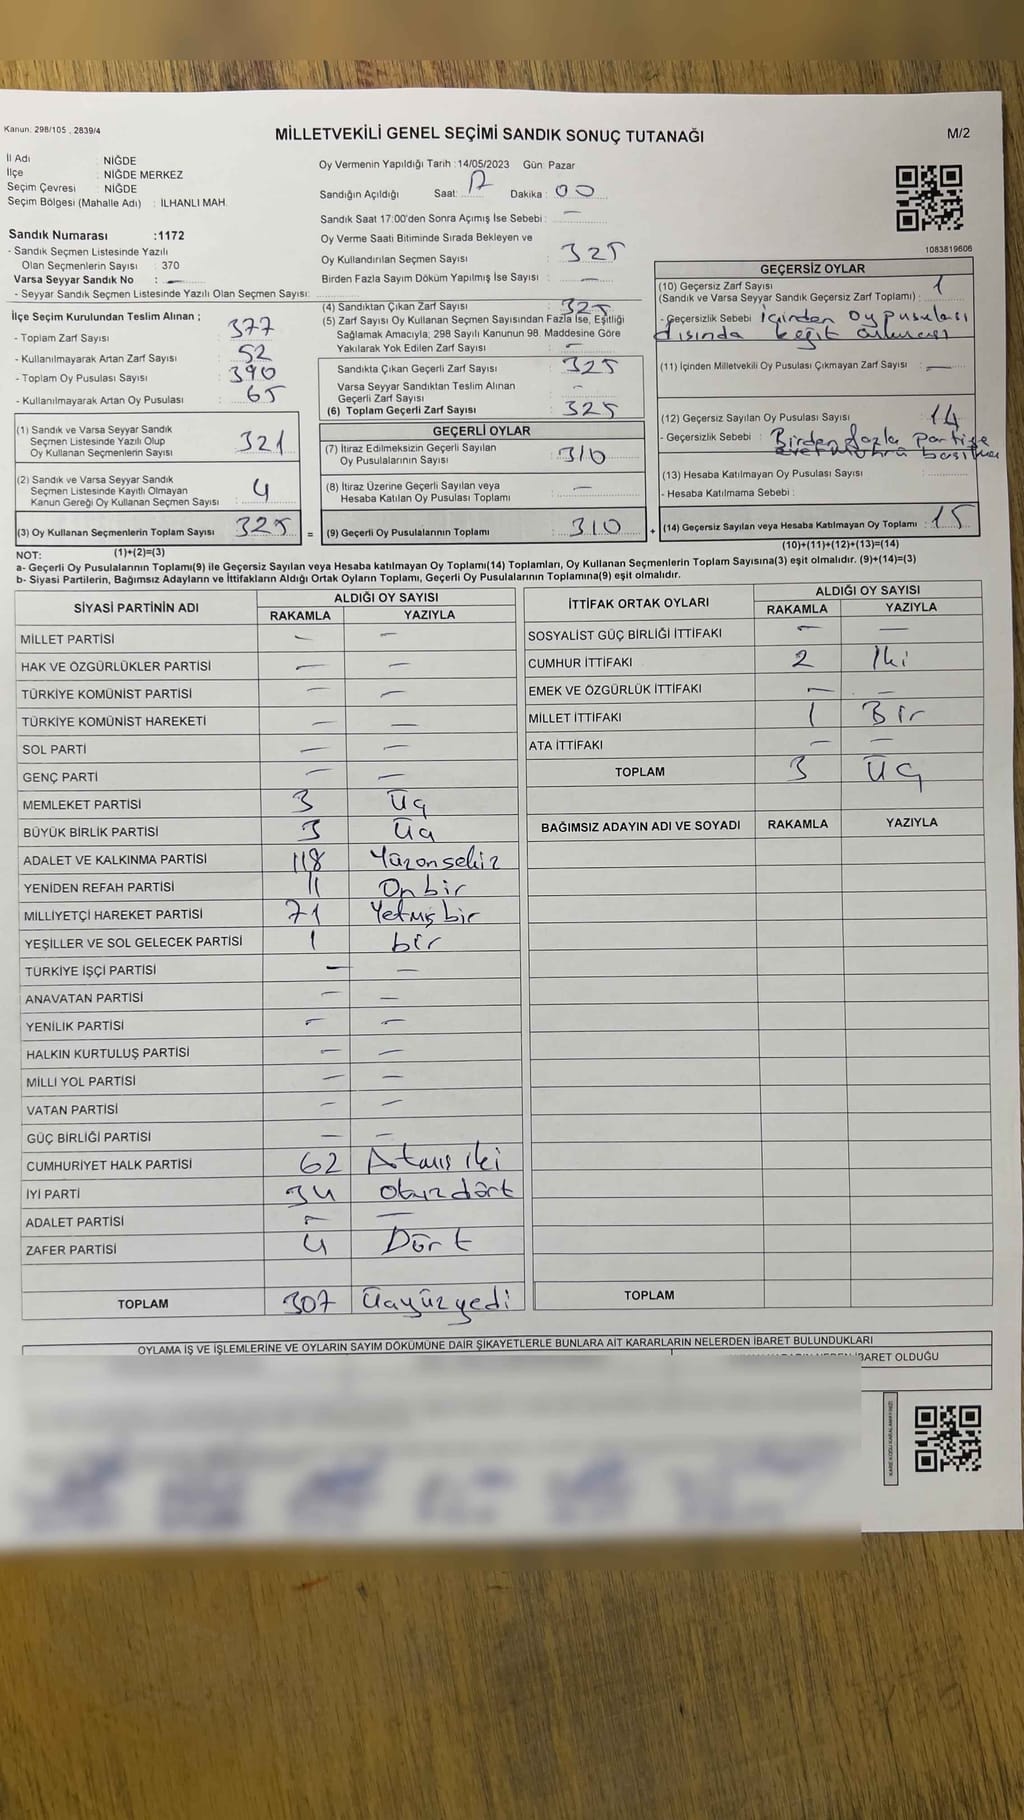 Kanun: 298/105 , 2839/4
MİLLETVEKİLİ GENEL SEÇİMİ SANDIK SONUÇ TUTANAĞI
M/2
İl Adı : NİĞDE
İlçe : NİĞDE MERKEZ
Seçim Çevresi : NİĞDE
Seçim Bölgesi (Mahalle Adı) : İLHANLI MAH.
Oy Vermenin Yapıldığı Tarih :14/05/2023 Gün: Pazar
Sandığın Açıldığı Saat: 17 Dakika : 00
Sandık Saat 17:00'den Sonra Açımış İse Sebebi : —
Oy Verme Saati Bitiminde Sırada Bekleyen ve
Oy Kullandırılan Seçmen Sayısı : 325
Birden Fazla Sayım Döküm Yapılmış İse Sayısı : —
1083819606
Sandık Numarası :1172
- Sandık Seçmen Listesinde Yazılı
Olan Seçmenlerin Sayısı : 370
Varsa Seyyar Sandık No : —
- Seyyar Sandık Seçmen Listesinde Yazılı Olan Seçmen Sayısı:
İlçe Seçim Kurulundan Teslim Alınan ;
- Toplam Zarf Sayısı : 377
- Kullanılmayarak Artan Zarf Sayısı : 52
- Toplam Oy Pusulası Sayısı : 390
- Kullanılmayarak Artan Oy Pusulası : 65
(1) Sandık ve Varsa Seyyar Sandık
Seçmen Listesinde Yazılı Olup
Oy Kullanan Seçmenlerin Sayısı : 321
(2) Sandık ve Varsa Seyyar Sandık
Seçmen Listesinde Kayıtlı Olmayan
Kanun Gereği Oy Kullanan Seçmen Sayısı : 4
(3) Oy Kullanan Seçmenlerin Toplam Sayısı : 325
(1)+(2)=(3)
(4) Sandıktan Çıkan Zarf Sayısı : 325
(5) Zarf Sayısı Oy Kullanan Seçmen Sayısından Fazla İse, Eşitliği
Sağlamak Amacıyla; 298 Sayılı Kanunun 98. Maddesine Göre
Yakılarak Yok Edilen Zarf Sayısı : —
Sandıkta Çıkan Geçerli Zarf Sayısı : 325
Varsa Seyyar Sandıktan Teslim Alınan
Geçerli Zarf Sayısı : -
(6) Toplam Geçerli Zarf Sayısı : 325
GEÇERLİ OYLAR
(7) İtiraz Edilmeksizin Geçerli Sayılan
Oy Pusulalarının Sayısı : 310
(8) İtiraz Üzerine Geçerli Sayılan veya
Hesaba Katılan Oy Pusulası Toplamı : —
= (9) Geçerli Oy Pusulalarının Toplamı : 310 +
GEÇERSİZ OYLAR
(10) Geçersiz Zarf Sayısı : 1
(Sandık ve Varsa Seyyar Sandık Geçersiz Zarf Toplamı) :
- Geçersizlik Sebebi : İçinden Oy pusulası
dışında
(11) İçinden Milletvekili Oy Pusulası Çıkmayan Zarf Sayısı : —
(12) Geçersiz Sayılan Oy Pusulası Sayısı : 14
- Geçersizlik Sebebi : Birden fazla partiye
evet
(13) Hesaba Katılmayan Oy Pusulası Sayısı :
- Hesaba Katılmama Sebebi :
(14) Geçersiz Sayılan veya Hesaba Katılmayan Oy Toplamı : 15
(10)+(11)+(12)+(13)=(14)
NOT:
a- Geçerli Oy Pusulalarının Toplamı(9) ile Geçersiz Sayılan veya Hesaba katılmayan Oy Toplamı(14) Toplamları, Oy Kullanan Seçmenlerin Toplam Sayısına(3) eşit olmalıdır. (9)+(14)=(3)
b- Siyasi Partilerin, Bağımsız Adayların ve İttifakların Aldığı Ortak Oyların Toplamı, Geçerli Oy Pusulalarının Toplamına(9) eşit olmalıdır.
SİYASİ PARTİNİN ADI
ALDIĞI OY SAYISI
RAKAMLA YAZIYLA
MİLLET PARTİSİ — —
HAK VE ÖZGÜRLÜKLER PARTİSİ — —
TÜRKİYE KOMÜNİST PARTİSİ — —
TÜRKİYE KOMÜNİST HAREKETİ — —
SOL PARTİ — —
GENÇ PARTİ — —
MEMLEKET PARTİSİ 3 Üç
BÜYÜK BİRLİK PARTİSİ 3 Üç
ADALET VE KALKINMA PARTİSİ 118 Yüzonsekiz
YENİDEN REFAH PARTİSİ 11 Onbir
MİLLİYETÇİ HAREKET PARTİSİ 71 Yetmiş bir
YEŞİLLER VE SOL GELECEK PARTİSİ 1 bir
TÜRKİYE İŞÇİ PARTİSİ — —
ANAVATAN PARTİSİ — —
YENİLİK PARTİSİ — —
HALKIN KURTULUŞ PARTİSİ — —
MİLLİ YOL PARTİSİ — —
VATAN PARTİSİ — —
GÜÇ BİRLİĞİ PARTİSİ — —
CUMHURİYET HALK PARTİSİ 62 Atmış iki
İYİ PARTİ 34 Otuzdört
ADALET PARTİSİ — —
ZAFER PARTİSİ 4 Dört
TOPLAM 307 Üçyüzyedi
İTTİFAK ORTAK OYLARI
ALDIĞI OY SAYISI
RAKAMLA YAZIYLA
SOSYALİST GÜÇ BİRLİĞİ İTTİFAKI — —
CUMHUR İTTİFAKI 2 İki
EMEK VE ÖZGÜRLÜK İTTİFAKI — —
MİLLET İTTİFAKI 1 Bir
ATA İTTİFAKI — —
TOPLAM 3 Üç
BAĞIMSIZ ADAYIN ADI VE SOYADI RAKAMLA YAZIYLA
TOPLAM
OYLAMA İŞ VE İŞLEMLERİNE VE OYLARIN SAYIM DÖKÜMÜNE DAİR ŞİKAYETLERLE BUNLARA AİT KARARLARIN NELERDEN İBARET BULUNDUKLARI
İBARET OLDUĞU
KARE KODU KARALAMAYINIZ!